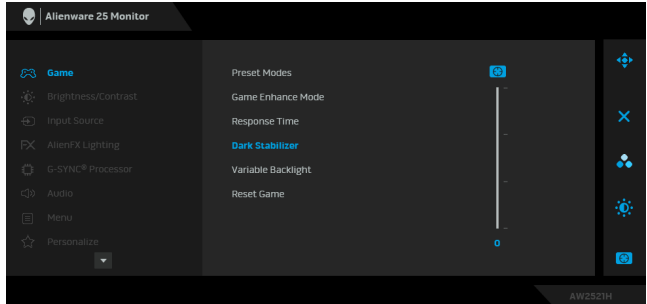 Alienware 25 Monitor
Game
Brightness/Contrast
Input Source
AlienFX Lighting
G-SYNC® Processor
Audio
Menu
Personalize
Preset Modes
Game Enhance Mode
Response Time
Dark Stabilizer
Variable Backlight
Reset Game
0
AW2521H